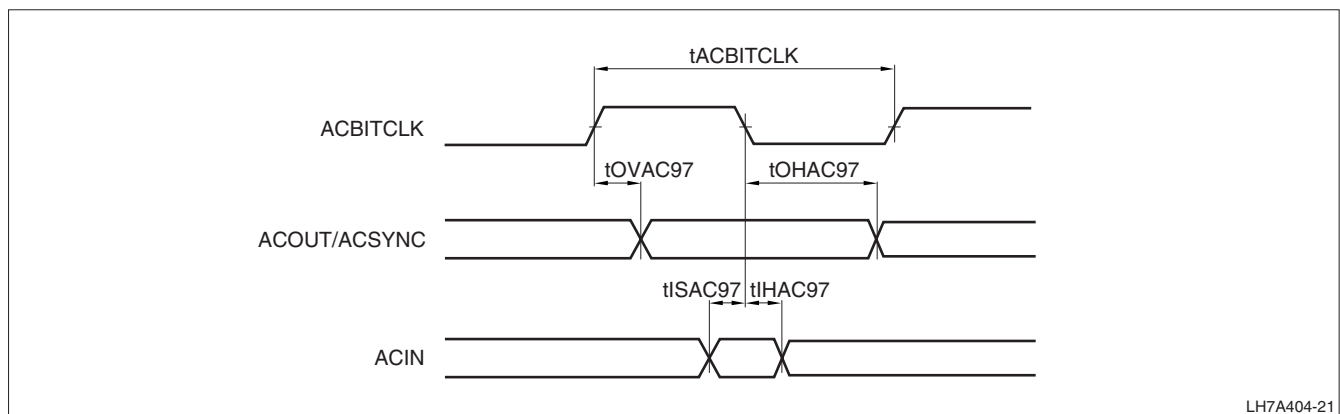 tACBITCLK
ACBITCLK
tOVAC97 tOHAC97
ACOUT/ACSYNC
tISAC97 tIHAC97
ACIN
LH7A404-21